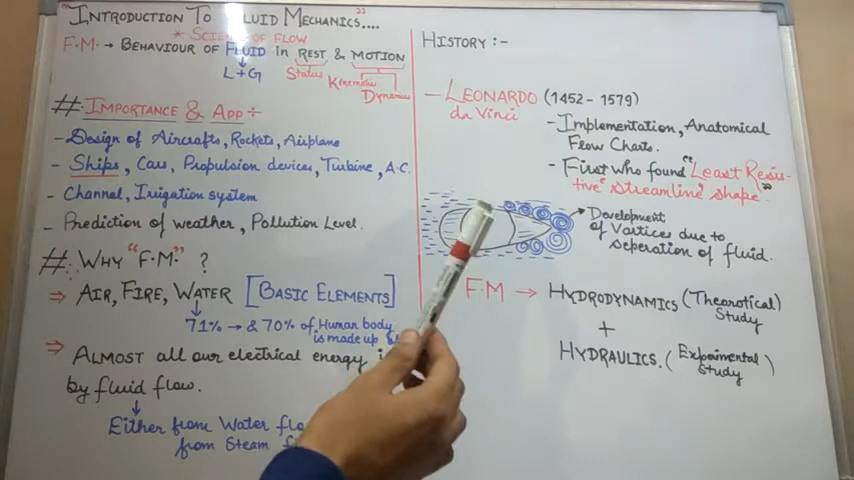 "INTRODUCTION TO FLUID MECHANICS"....
* SCIENCE OF FLOW
F.M. → BEHAVIOUR OF FLUID in REST & MOTION
L+G
Status
Kinematics
Dynamics
# IMPORTANCE & APP ÷
- Design of Aircrafts, Rockets, Airplane
- Ships, Cars, Propulsion devices, Turbine, A.C.
- Channel, Irrigation system
- Prediction of weather, Pollution Level.
# WHY "F.M." ?
⇒ AIR, FIRE, WATER [BASIC ELEMENTS]
71% → & 70% of Human body
is made up
⇒ ALMOST all our electrical energy
by fluid flow.
Either from Water
from Steam
HISTORY :-
- LEONARDO (1452 - 1579)
da Vinci
- Implementation, Anatomical
Flow Charts.
- First who found "Least Resis-
tive "streamline" shape."
Development
of Vortices due to
seperation of fluid.
F.M → HYDRODYNAMICS (Theorotical Study)
+
HYDRAULICS. (Experimental Study)